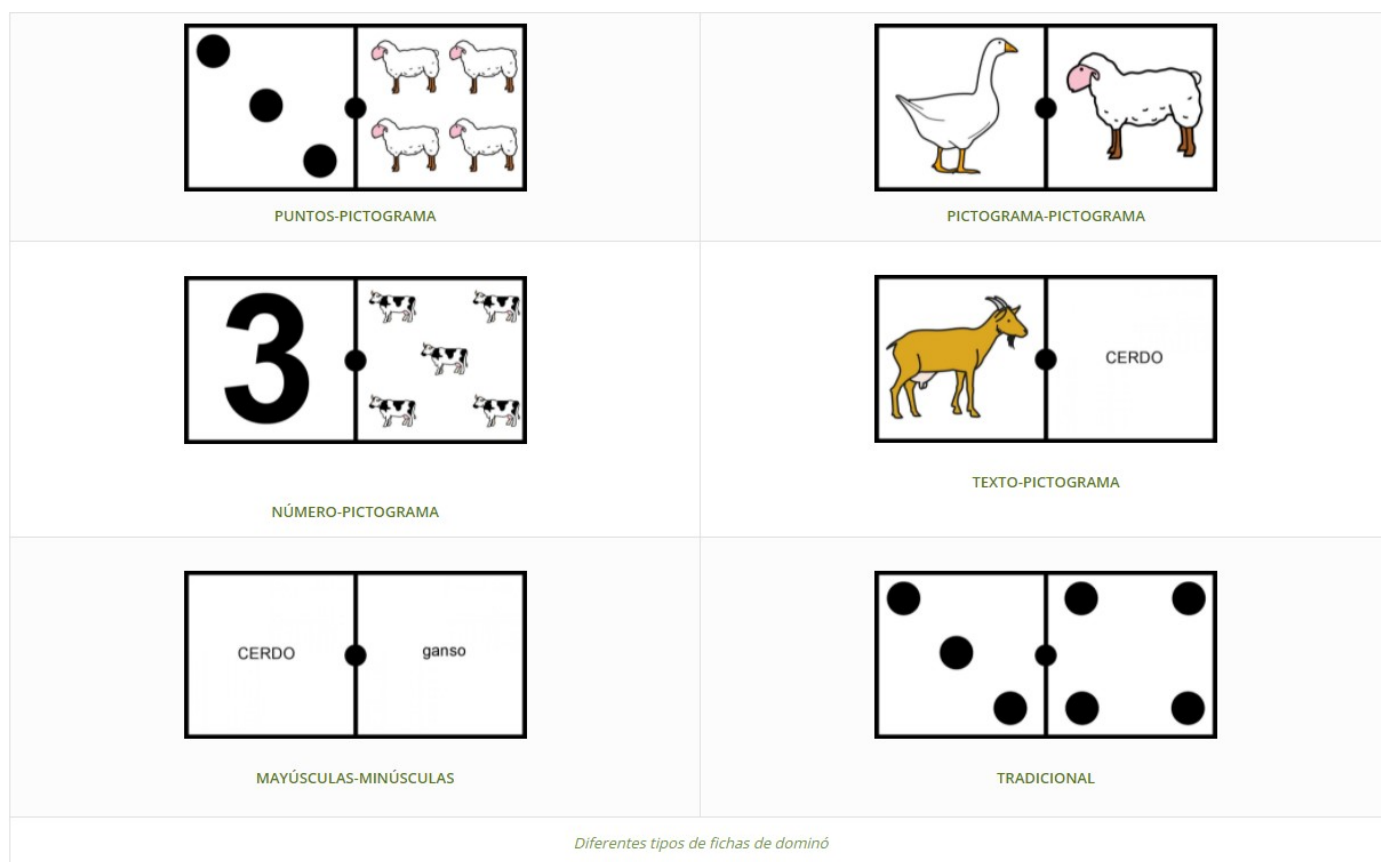 PUNTOS-PICTOGRAMA
PICTOGRAMA-PICTOGRAMA
3
CERDO
NÚMERO-PICTOGRAMA
TEXTO-PICTOGRAMA
CERDO
ganso
MAYÚSCULAS-MINÚSCULAS
TRADICIONAL
Diferentes tipos de fichas de dominó